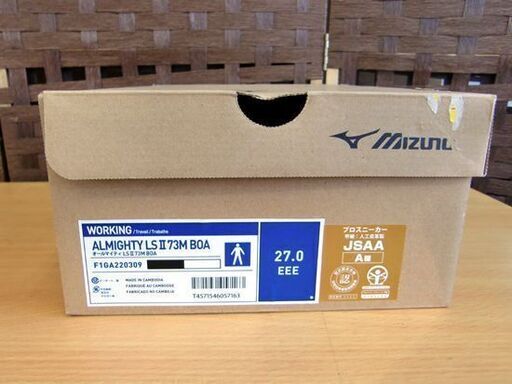 MIZUNO
WORKING /Travail / Trabalho
ALMIGHTY LSⅡ73M BOA
オールマイティ LSⅡ73M BOA
F1GA220309
27.0
EEE
MADE IN CAMBODIA
FABRIQUÉ AU CAMBODGE
FABRICADO NO CAMBOJA
T4571546057163
プロスニーカー
甲被:人工皮革製
JSAA
A種